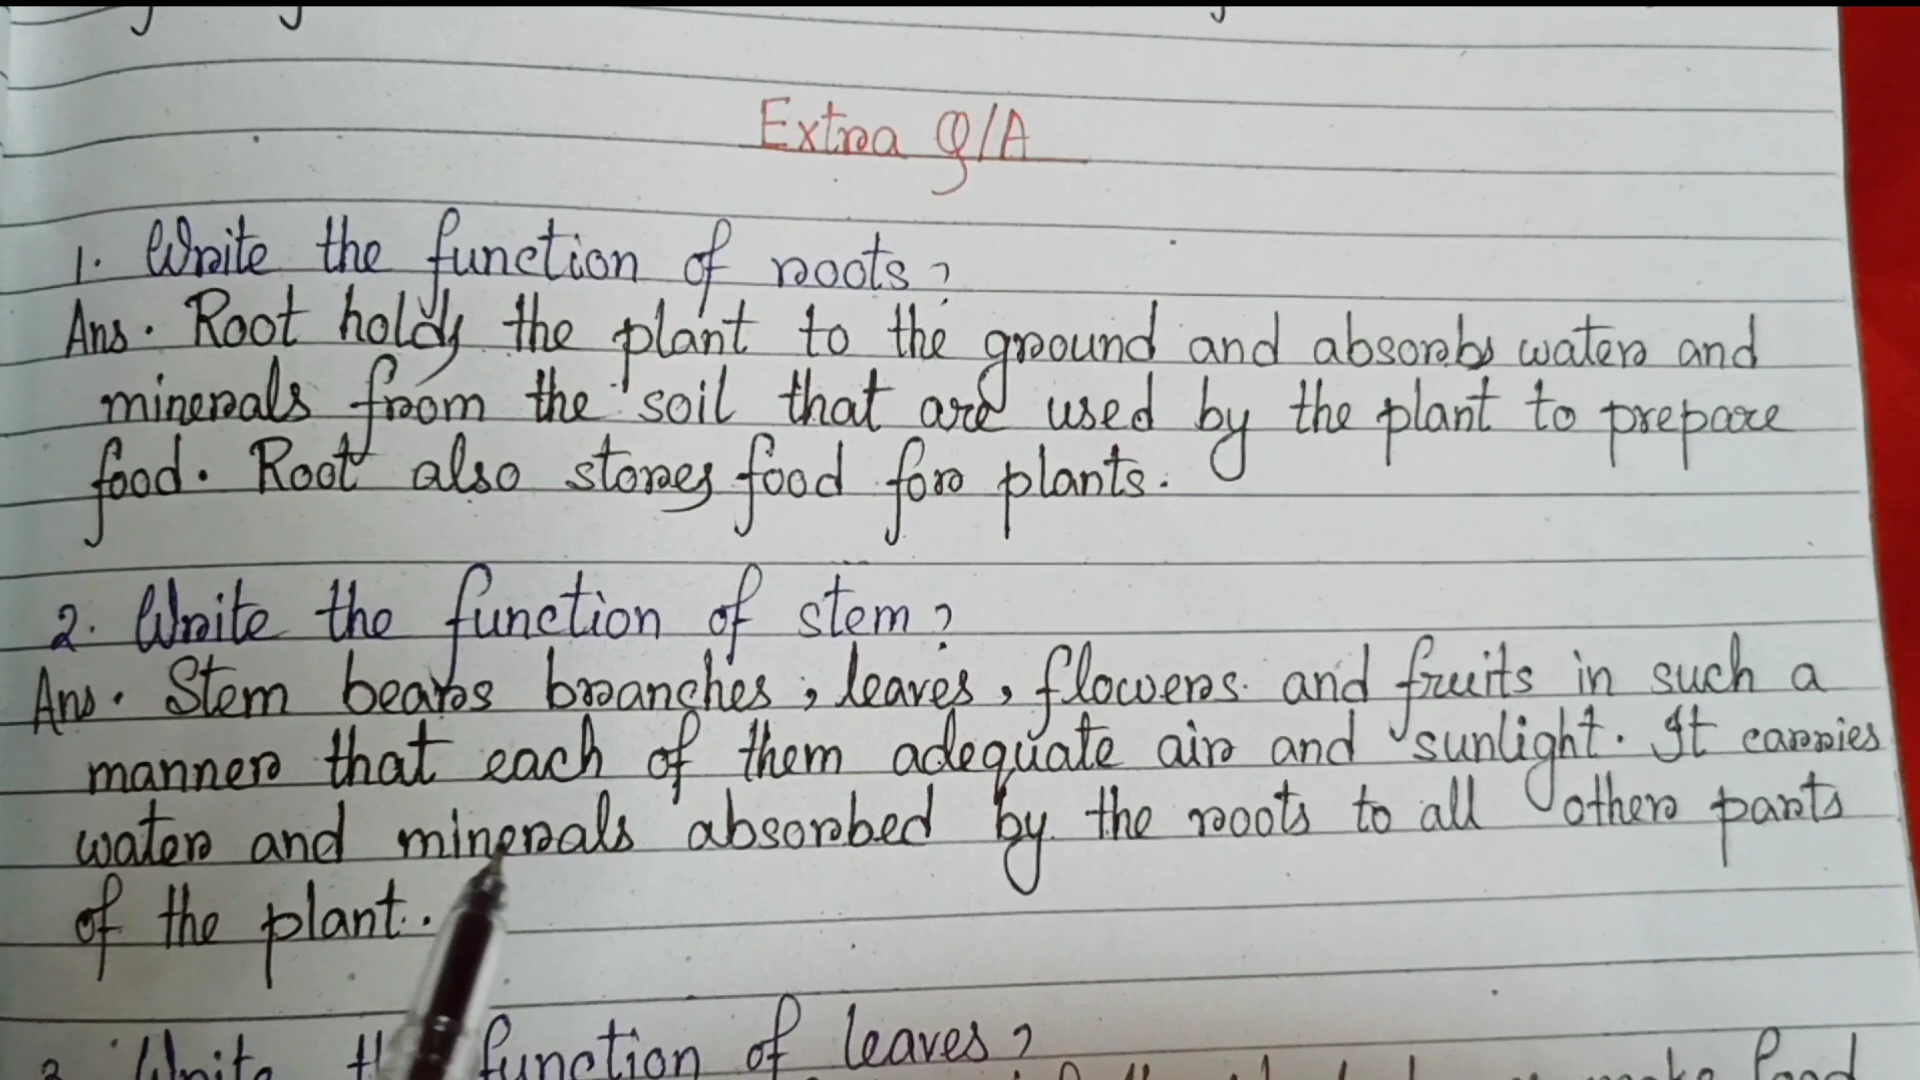 Extra Q/A
1. Write the function of roots?
Ans. Root holds the plant to the ground and absorbs water and
minerals from the soil that are used by the plant to prepare
food. Root also stores food for plants.
2. Write the function of stem?
Ans. Stem bears branches, leaves, flowers and fruits in such a
manner that each of them adequate air and sunlight. It carries
water and minerals absorbed by the roots to all other parts
of the plant.
3. Write function of leaves?
make food